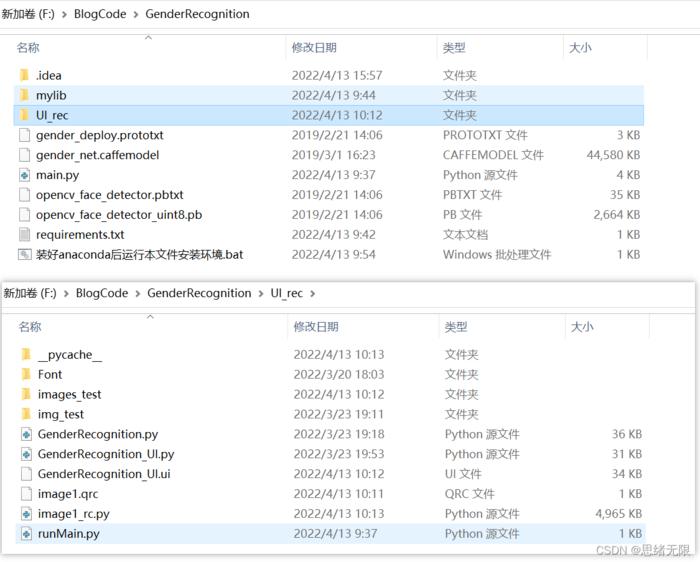 新加卷 (F:) > BlogCode > GenderRecognition
名称 修改日期 类型 大小
.idea 2022/4/13 15:57 文件夹
mylib 2022/4/13 9:44 文件夹
UI_rec 2022/4/13 10:12 文件夹
gender_deploy.prototxt 2019/2/21 14:06 PROTOTXT 文件 3 KB
gender_net.caffemodel 2019/3/1 16:23 CAFFEMODEL 文件 44,580 KB
main.py 2022/4/13 9:37 Python 源文件 4 KB
opencv_face_detector.pbtxt 2019/2/21 14:06 PBTXT 文件 35 KB
opencv_face_detector_uint8.pb 2019/2/21 14:06 PB 文件 2,664 KB
requirements.txt 2022/4/13 9:42 文本文档 1 KB
装好anaconda后运行本文件安装环境.bat 2022/4/13 9:54 Windows 批处理文件 1 KB
新加卷 (F:) > BlogCode > GenderRecognition > UI_rec >
名称 修改日期 类型 大小
__pycache__ 2022/4/13 10:13 文件夹
Font 2022/3/20 18:03 文件夹
images_test 2022/4/13 10:12 文件夹
img_test 2022/3/23 19:11 文件夹
GenderRecognition.py 2022/3/23 19:18 Python 源文件 36 KB
GenderRecognition_UI.py 2022/3/23 19:53 Python 源文件 31 KB
GenderRecognition_UI.ui 2022/4/13 10:12 UI 文件 34 KB
image1.qrc 2022/4/13 10:11 QRC 文件 1 KB
image1_rc.py 2022/4/13 10:13 Python 源文件 4,965 KB
runMain.py 2022/4/13 9:37 Python 源文件 1 KB
CSDN @思绪无限